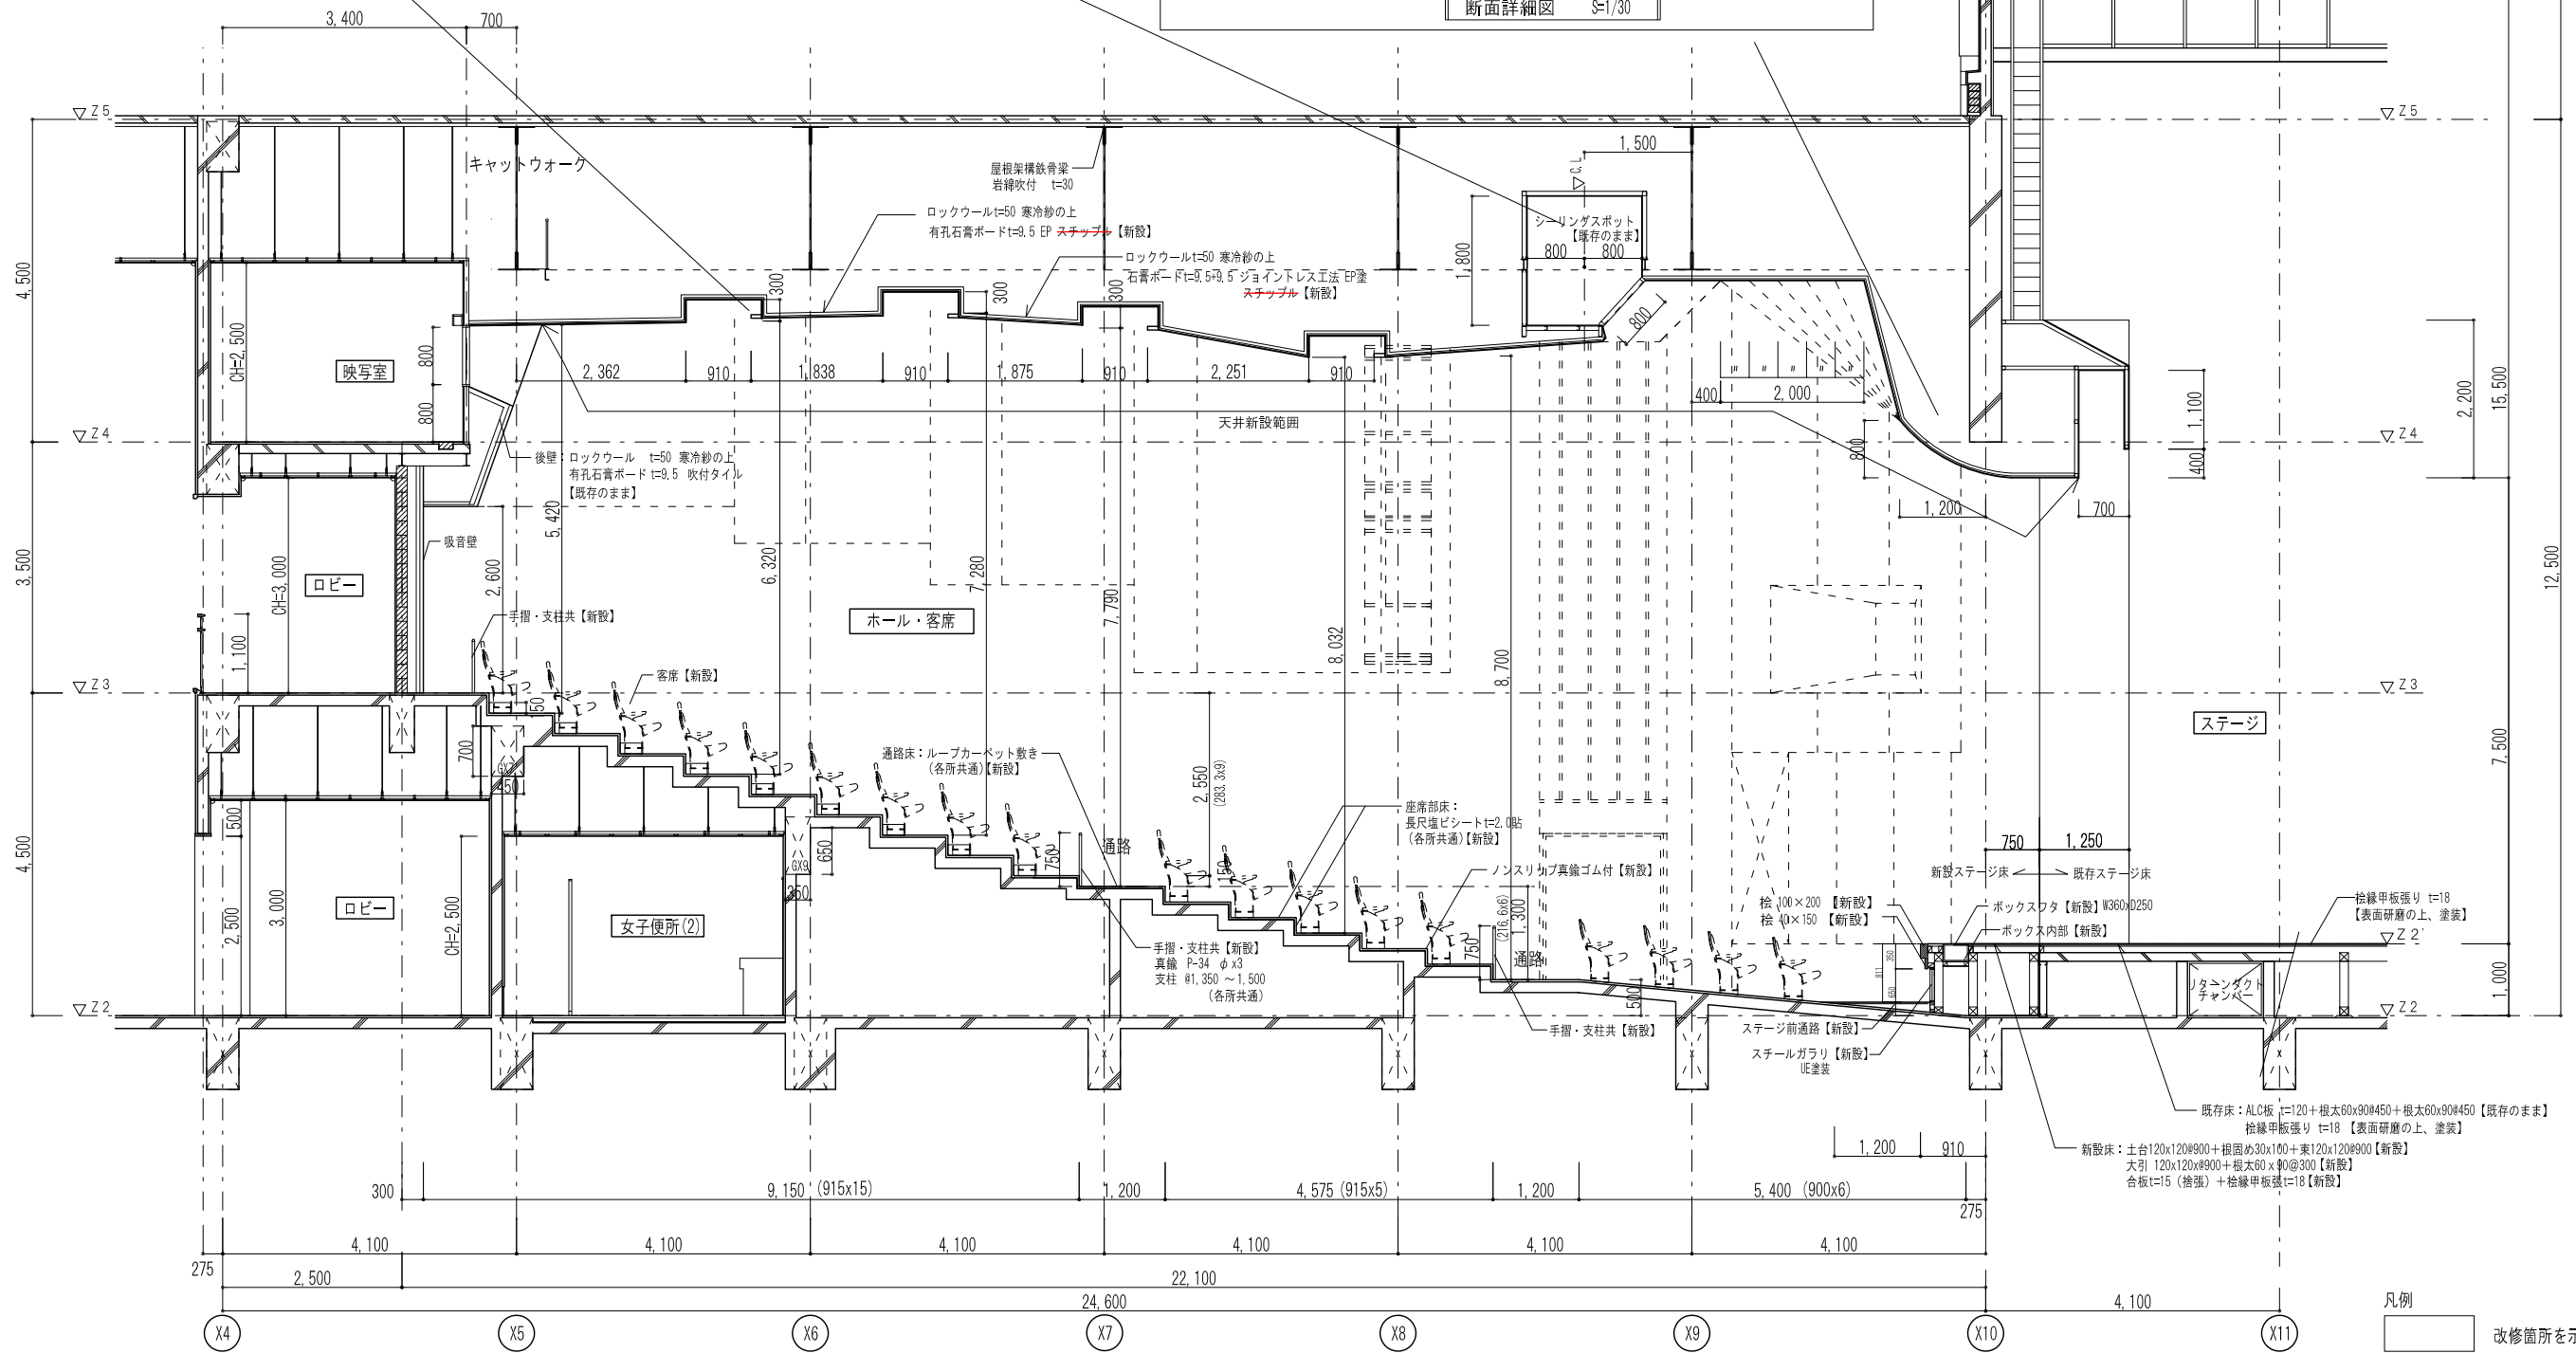 断面詳細図 S=1/30
3,400
700
▽Z5
▽Z5
キャットウォーク
屋根架構鉄骨梁
岩綿吹付 t=30
1,500
▽C.L
ロックウールt=50 寒冷紗の上
有孔石膏ボードt=9.5 EP スチップル【新設】
シーリングスポット
【既存のまま】
800
800
1,800
ロックウールt=50 寒冷紗の上
石膏ボードt=9.5+9.5 ジョイントレス工法 EP塗
スチップル【新設】
4,500
300
300
300
800
CH=2,500
映写室
800
800
2,362
910
1,838
910
1,875
910
2,251
910
400
2,000
天井新設範囲
1,100
2,200
15,500
▽Z4
▽Z4
800
400
後壁：ロックウール t=50 寒冷紗の上
有孔石膏ボード t=9.5 吹付タイル
【既存のまま】
1,200
700
5,420
吸音壁
3,500
CH=3,000
ロビー
2,600
6,320
7,280
7,790
8,032
8,700
12,500
手摺・支柱共【新設】
ホール・客席
1,100
客席【新設】
▽Z3
▽Z3
150
ステージ
700
GX
450
通路床：ループカーペット敷き
(各所共通)【新設】
2,550
(283.3x9)
7,500
座席部床：
長尺塩ビシートt=2.0貼
(各所共通)【新設】
500
650
GX9
350
750
通路
150
750
1,250
4,500
新設ステージ床
既存ステージ床
ノンスリップ真鍮ゴム付【新設】
桧縁甲板張り t=18
【表面研磨の上、塗装】
桧 100×200 【新設】
桧 40×150 【新設】
ボックスフタ【新設】W360xD250
ボックス内部【新設】
ロビー
2,500
3,000
CH=2,500
女子便所(2)
手摺・支柱共【新設】
真鍮 P-34 φx3
支柱 @1,350 ～1,500
(各所共通)
750
(216.6x6)
1,300
通路
▽Z2'
500
350
811
650
リターンダクト
チャンバー
1,000
▽Z2
▽Z2
手摺・支柱共【新設】
ステージ前通路【新設】
スチールガラリ【新設】
UE塗装
既存床：ALC板 t=120＋根太60x90@450＋根太60x90@450【既存のまま】
桧縁甲板張り t=18 【表面研磨の上、塗装】
新設床：土台120x120@900＋根固め30x100＋束120x120@900【新設】
大引 120x120x@900＋根太60ｘ90@300【新設】
合板t=15（捨張）＋桧縁甲板張t=18【新設】
1,200
910
300
9,150 (915x15)
1,200
4,575 (915x5)
1,200
5,400 (900x6)
275
4,100
4,100
4,100
4,100
4,100
4,100
275
2,500
22,100
24,600
4,100
X4
X5
X6
X7
X8
X9
X10
X11
凡例
改修箇所を示